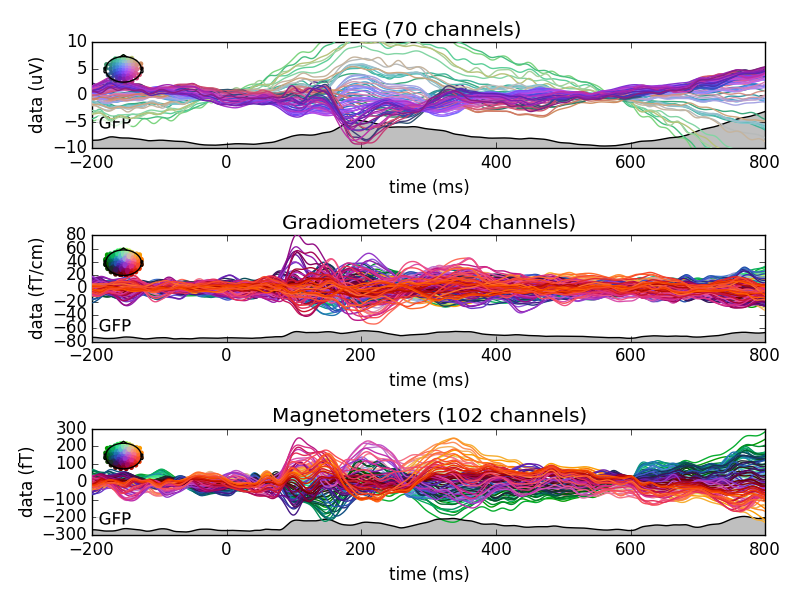 EEG (70 channels)
10
5
0
−5
−10
data (uV)
GFP
−200 0 200 400 600 800
time (ms)
Gradiometers (204 channels)
80
60
40
20
0
−20
−40
−60
−80
data (fT/cm)
GFP
−200 0 200 400 600 800
time (ms)
Magnetometers (102 channels)
300
200
100
0
−100
−200
−300
data (fT)
GFP
−200 0 200 400 600 800
time (ms)